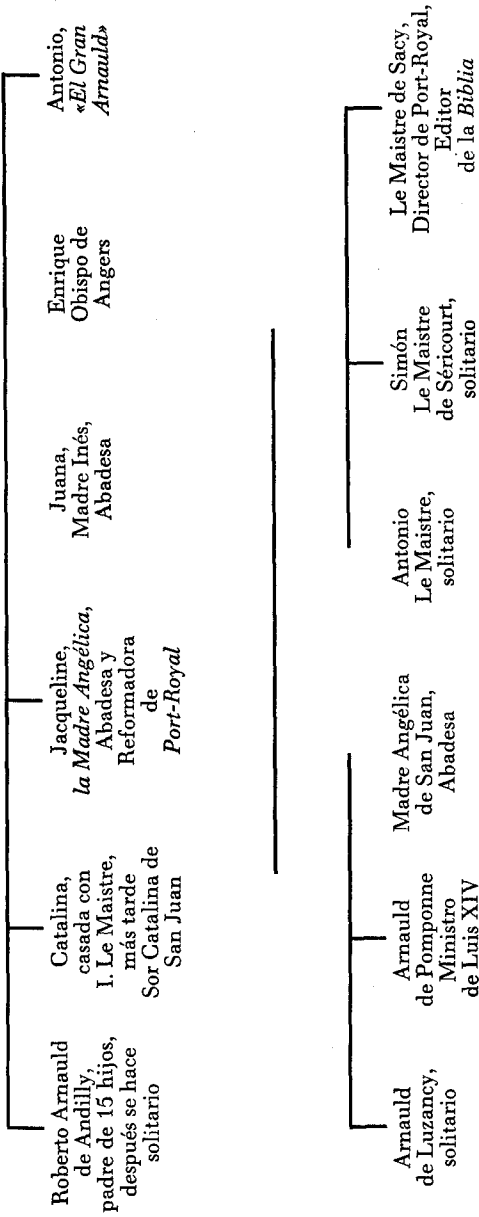 Roberto Arnauld
de Andilly,
padre de 15 hijos,
después se hace
solitario
Catalina,
casada con
I. Le Maistre,
más tarde
Sor Catalina de
San Juan
Jacqueline,
la Madre Angélica,
Abadesa y
Reformadora
de
Port-Royal
Juana,
Madre Inés,
Abadesa
Enrique
Obispo de
Angers
Antonio,
«El Gran
Arnauld»
Arnauld
de Luzancy,
solitario
Arnauld
de Pomponne
Ministro
de Luis XIV
Madre Angélica
de San Juan,
Abadesa
Antonio
Le Maistre,
solitario
Simón
Le Maistre
de Séricourt,
solitario
Le Maistre de Sacy,
Director de Port-Royal,
Editor
de la Biblia